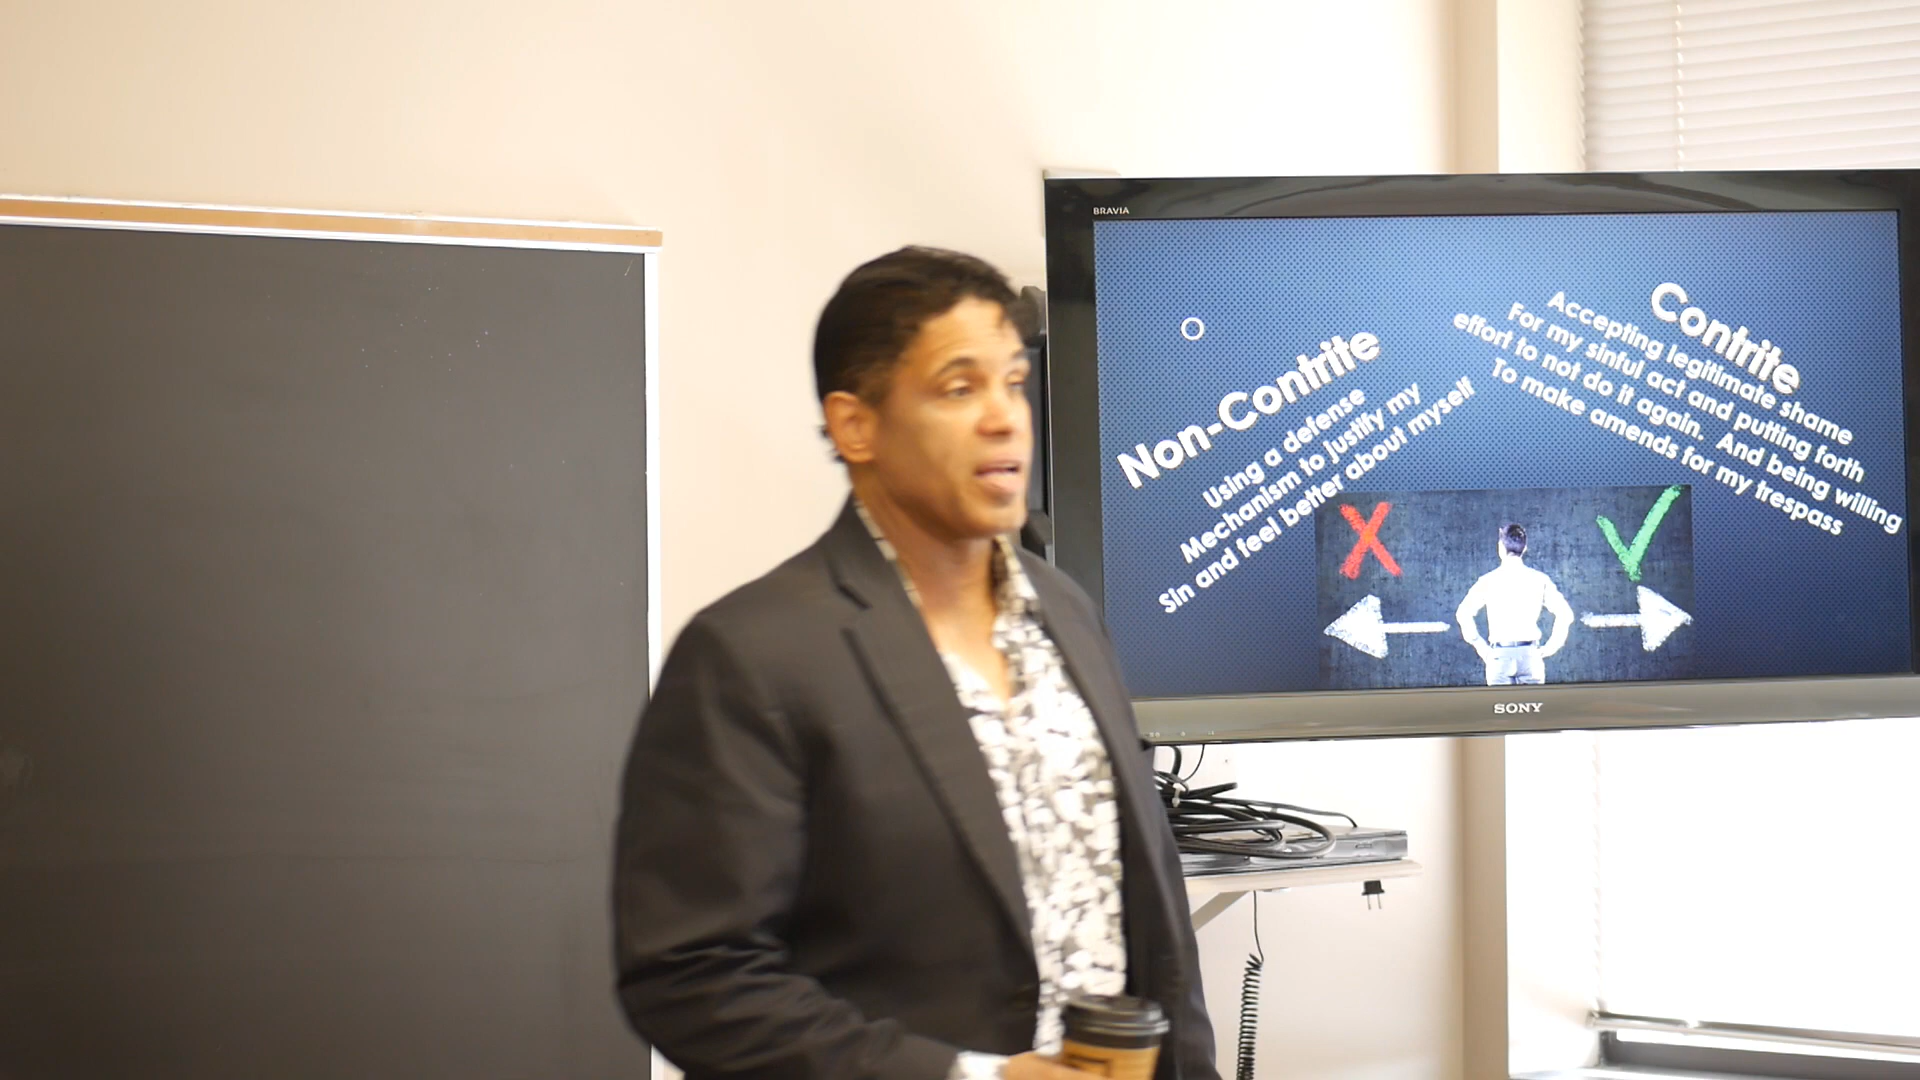 BRAVIA
Non-Contrite
Using a defense
Mechanism to justify my
Sin and feel better about myself
Contrite
Accepting legitimate shame
For my sinful act and putting forth
effort to not do it again. And being willing
To make amends for my trespass
X
SONY